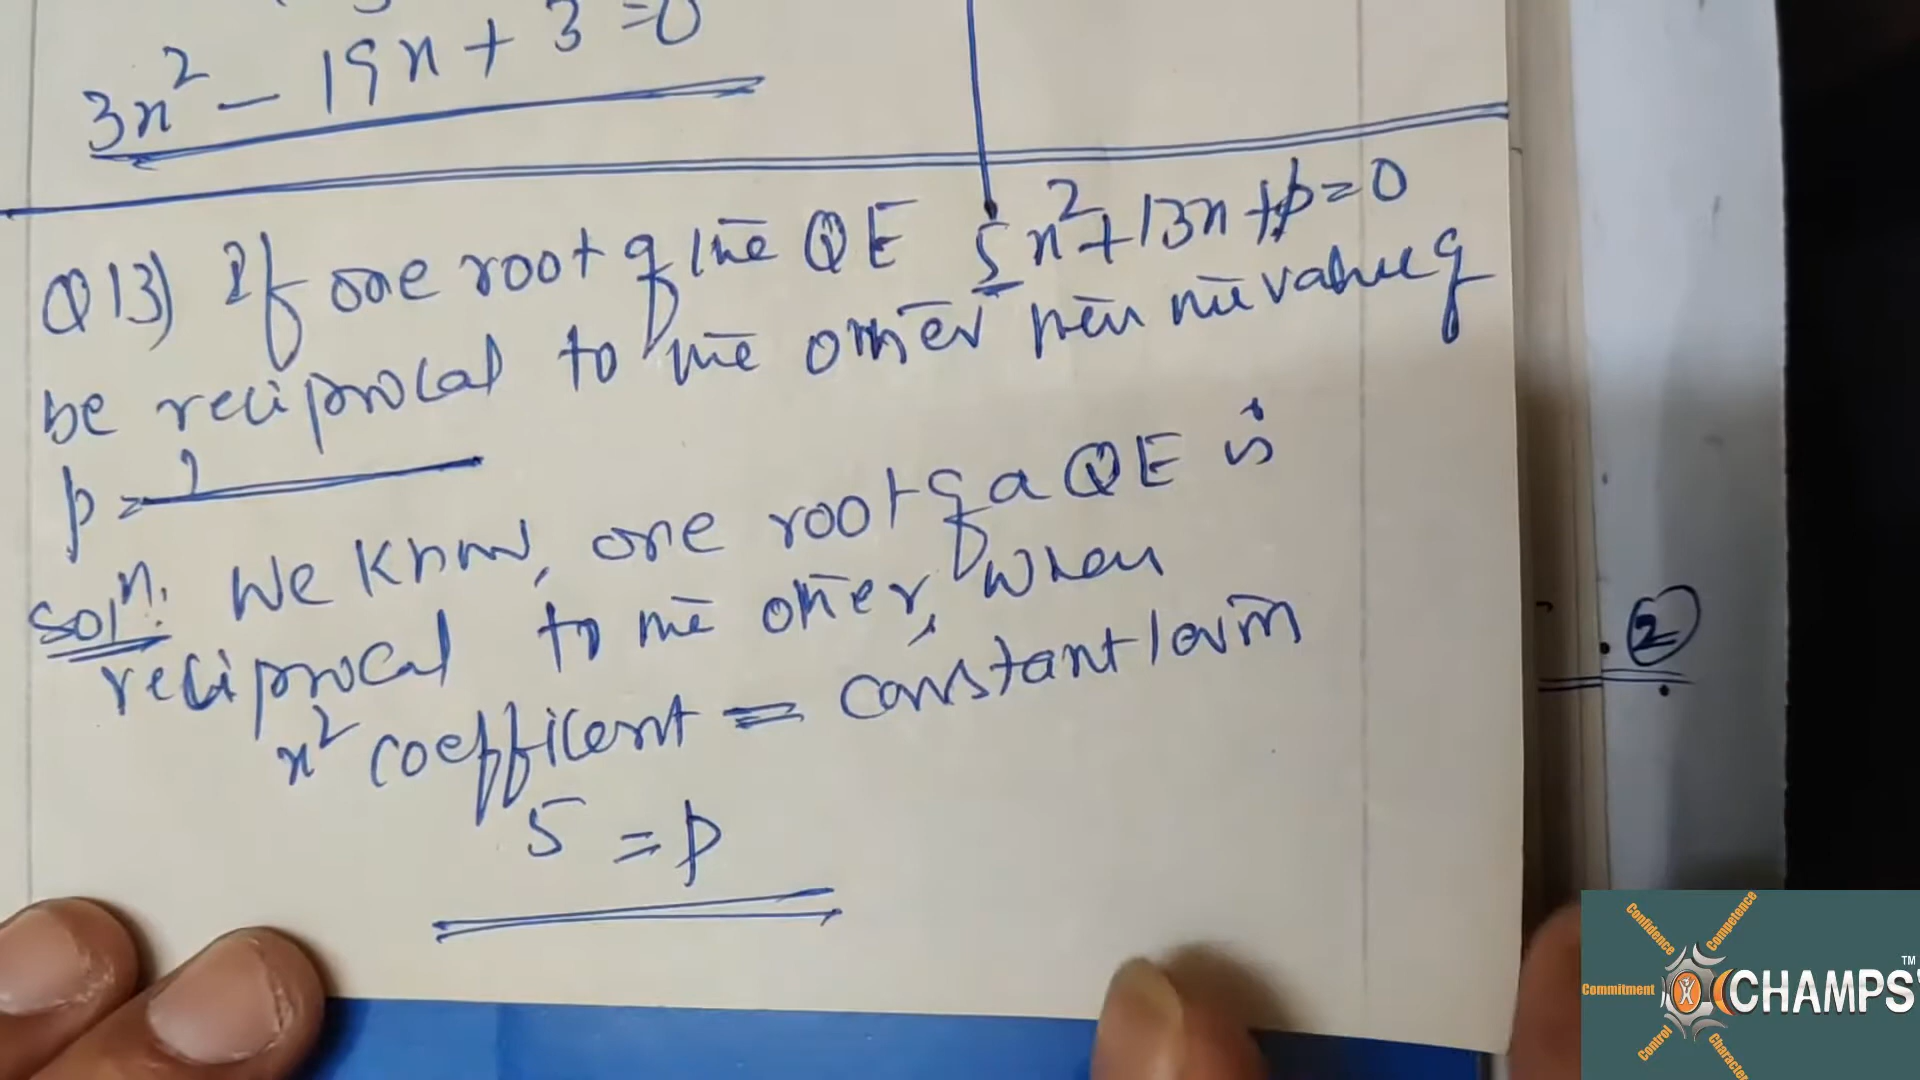 3x² - 19x + 3 = 0
Q13) If one root of the QE 5x² + 13x + p = 0
be reciprocal to the other then the value of
p = ?
Solⁿ: We know, one root of a QE is
reciprocal to the other, when
x² coefficent = constant term
5 = p
2
Confidence
Competence
Commitment
CHAMPS™
Control
Character